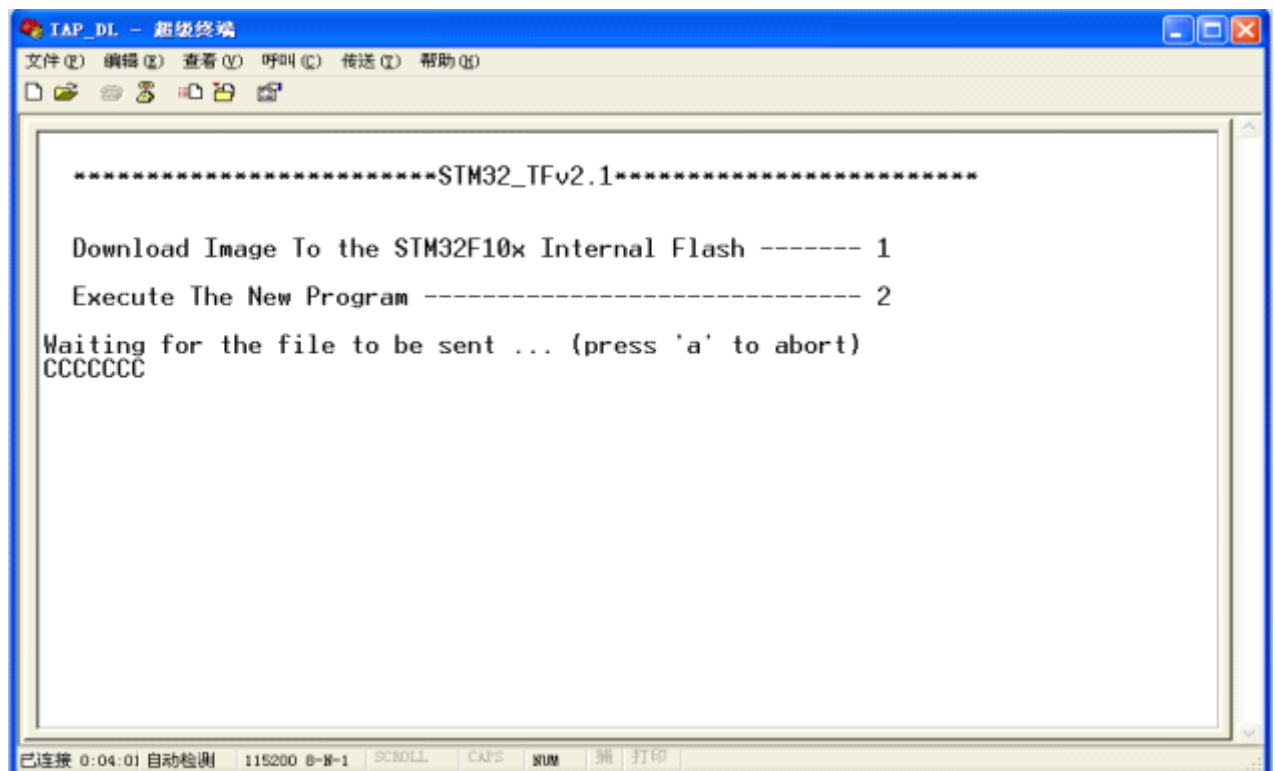 IAP_DL - 超级终端
文件(F) 编辑(E) 查看(V) 呼叫(C) 传送(T) 帮助(H)
*************************STM32_TFv2.1*************************
Download Image To the STM32F10x Internal Flash ------- 1
Execute The New Program ------------------------------ 2
Waiting for the file to be sent ... (press 'a' to abort)
CCCCCCC
已连接 0:04:01 自动检测 115200 8-N-1 SCROLL CAPS NUM 捕 打印